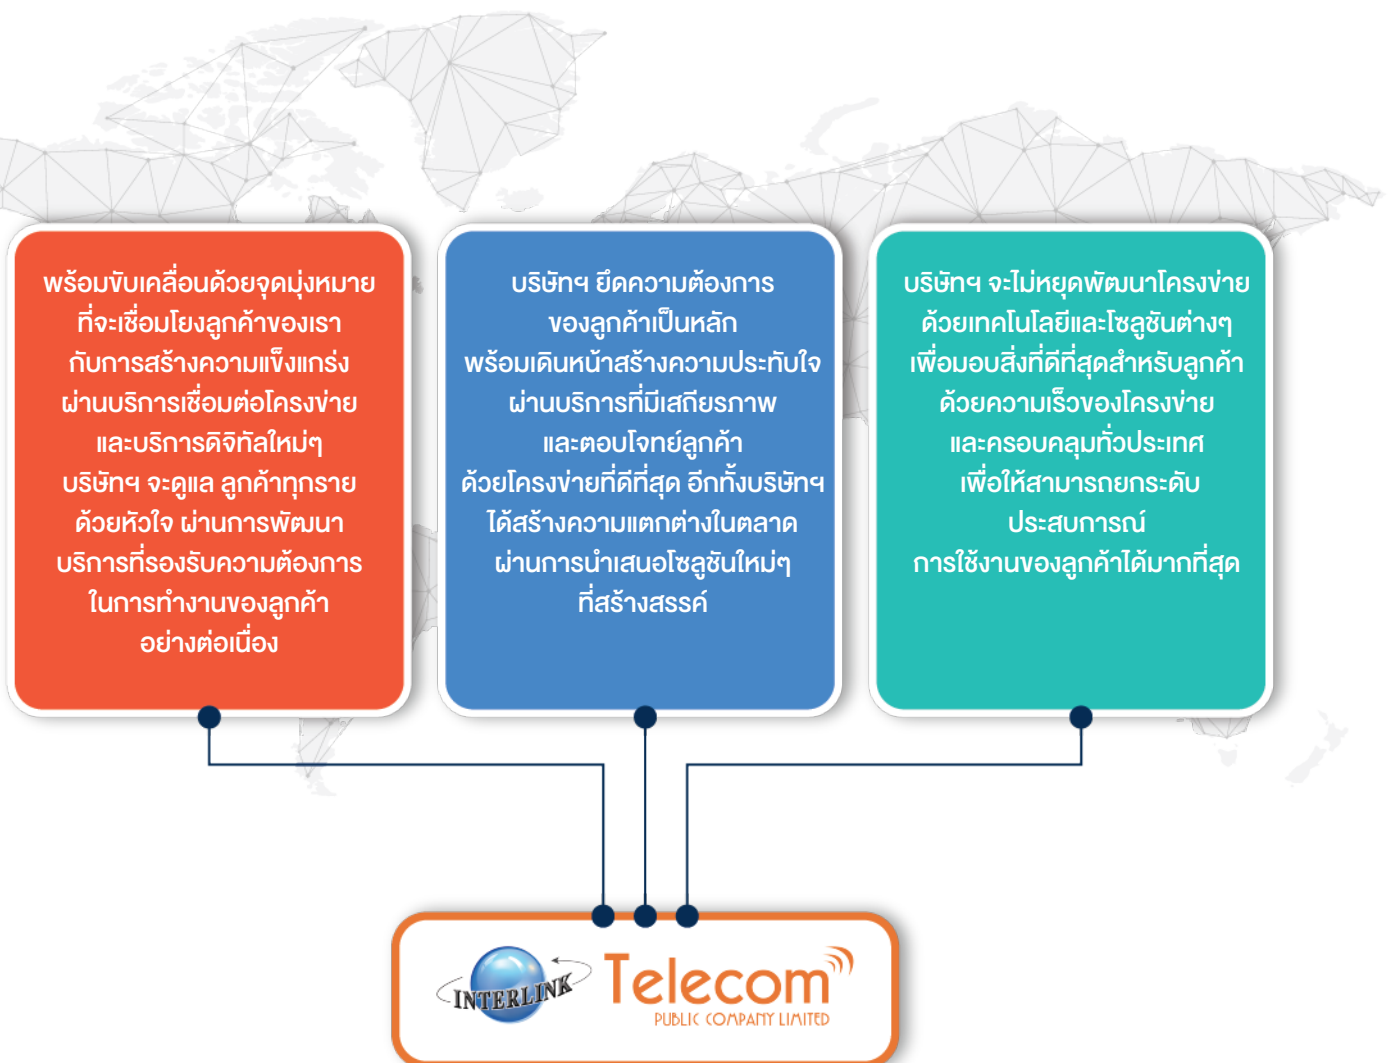 พร้อมขับเคลื่อนด้วยจุดมุ่งหมาย
ที่จะเชื่อมโยงลูกค้าของเรา
กับการสร้างความแข็งแกร่ง
ผ่านบริการเชื่อมต่อโครงข่าย
และบริการดิจิทัลใหม่ๆ
บริษัทฯ จะดูแล ลูกค้าทุกราย
ด้วยหัวใจ ผ่านการพัฒนา
บริการที่รองรับความต้องการ
ในการทำงานของลูกค้า
อย่างต่อเนื่อง
บริษัทฯ ยึดความต้องการ
ของลูกค้าเป็นหลัก
พร้อมเดินหน้าสร้างความประทับใจ
ผ่านบริการที่มีเสถียรภาพ
และตอบโจทย์ลูกค้า
ด้วยโครงข่ายที่ดีที่สุด อีกทั้งบริษัทฯ
ได้สร้างความแตกต่างในตลาด
ผ่านการนำเสนอโซลูชันใหม่ๆ
ที่สร้างสรรค์
บริษัทฯ จะไม่หยุดพัฒนาโครงข่าย
ด้วยเทคโนโลยีและโซลูชันต่างๆ
เพื่อมอบสิ่งที่ดีที่สุดสำหรับลูกค้า
ด้วยความเร็วของโครงข่าย
และครอบคลุมทั่วประเทศ
เพื่อให้สามารถยกระดับ
ประสบการณ์
การใช้งานของลูกค้าได้มากที่สุด
INTERLINK
Telecom
PUBLIC COMPANY LIMITED